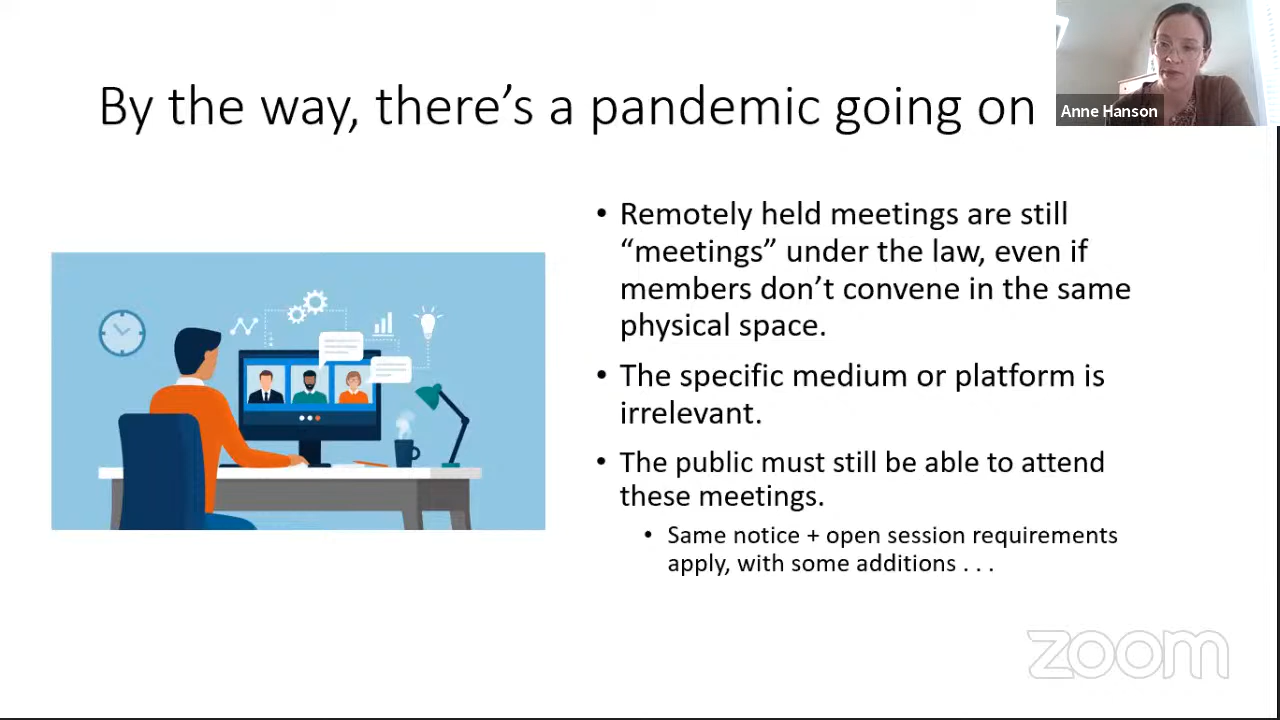 By the way, there’s a pandemic going on
Anne Hanson
• Remotely held meetings are still
“meetings” under the law, even if
members don’t convene in the same
physical space.
• The specific medium or platform is
irrelevant.
• The public must still be able to attend
these meetings.
• Same notice + open session requirements
apply, with some additions . . .
zoom